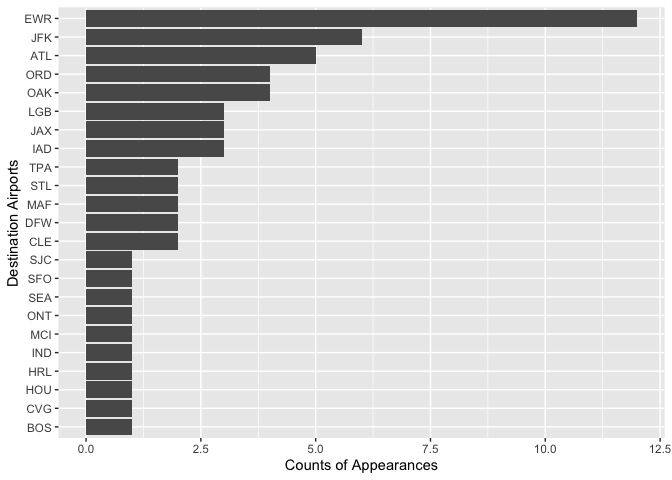 EWR
JFK
ATL
ORD
OAK
LGB
JAX
IAD
TPA
STL
MAF
DFW
CLE
SJC
SFO
SEA
ONT
MCI
IND
HRL
HOU
CVG
BOS
Destination Airports
0.0 2.5 5.0 7.5 10.0 12.5
Counts of Appearances